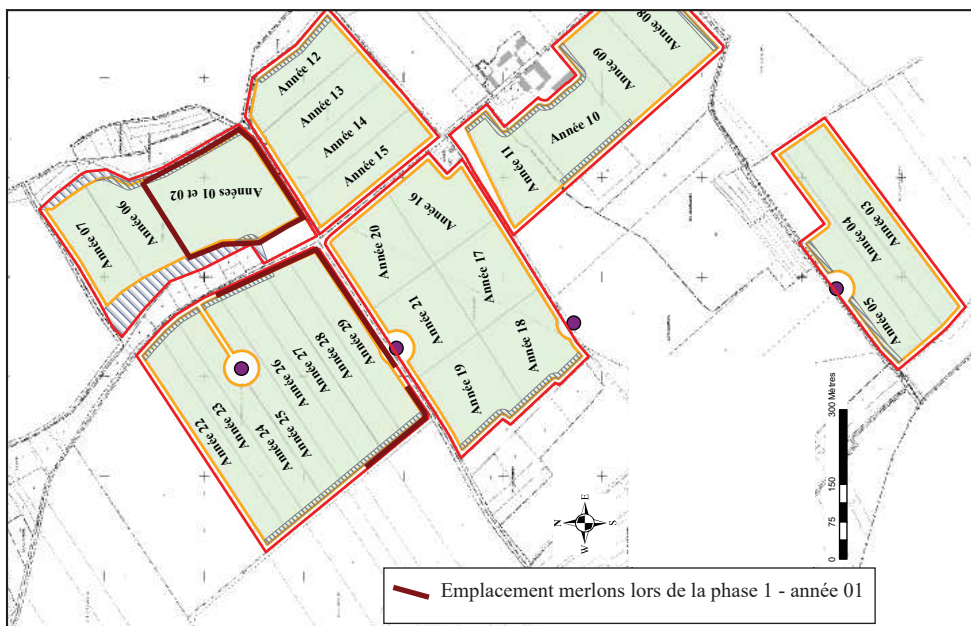 Année 12
Année 13
Année 14
Année 15
Année 08
Année 09
Année 10
Année 11
Années 01 et 02
Année 06
Année 07
Année 16
Année 20
Année 17
Année 21
Année 18
Année 19
Année 03
Année 04
Année 05
Année 29
Année 28
Année 27
Année 26
Année 25
Année 24
Année 23
Année 22
N
W E
S
0 75 150 300 Mètres
Emplacement merlons lors de la phase 1 - année 01